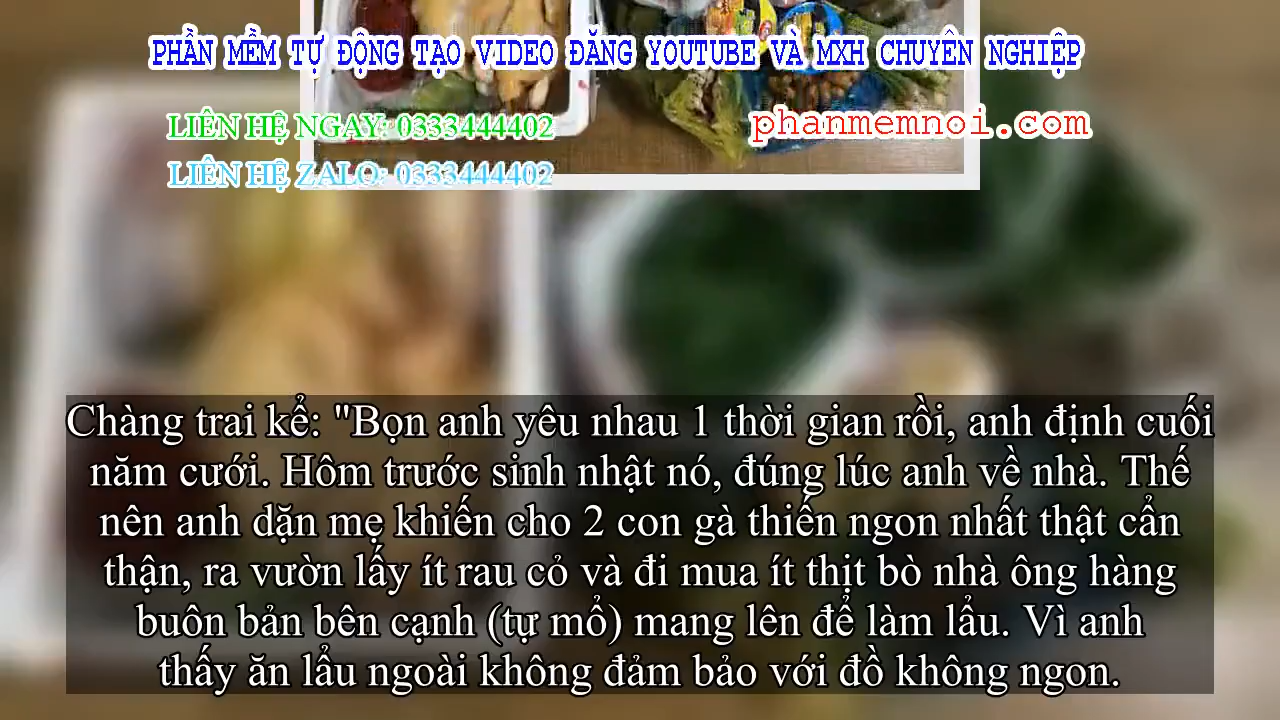 PHẦN MỀM TỰ ĐỘNG TẠO VIDEO ĐĂNG YOUTUBE VÀ MXH CHUYÊN NGHIỆP
LIÊN HỆ NGAY: 0333444402
phanmemnoi.com
LIÊN HỆ ZALO: 0333444402
Chàng trai kể: "Bọn anh yêu nhau 1 thời gian rồi, anh định cuối
năm cưới. Hôm trước sinh nhật nó, đúng lúc anh về nhà. Thế
nên anh dặn mẹ khiến cho 2 con gà thiến ngon nhất thật cẩn
thận, ra vườn lấy ít rau cỏ và đi mua ít thịt bò nhà ông hàng
buôn bản bên cạnh (tự mổ) mang lên để làm lẩu. Vì anh
thấy ăn lẩu ngoài không đảm bảo với đồ không ngon.